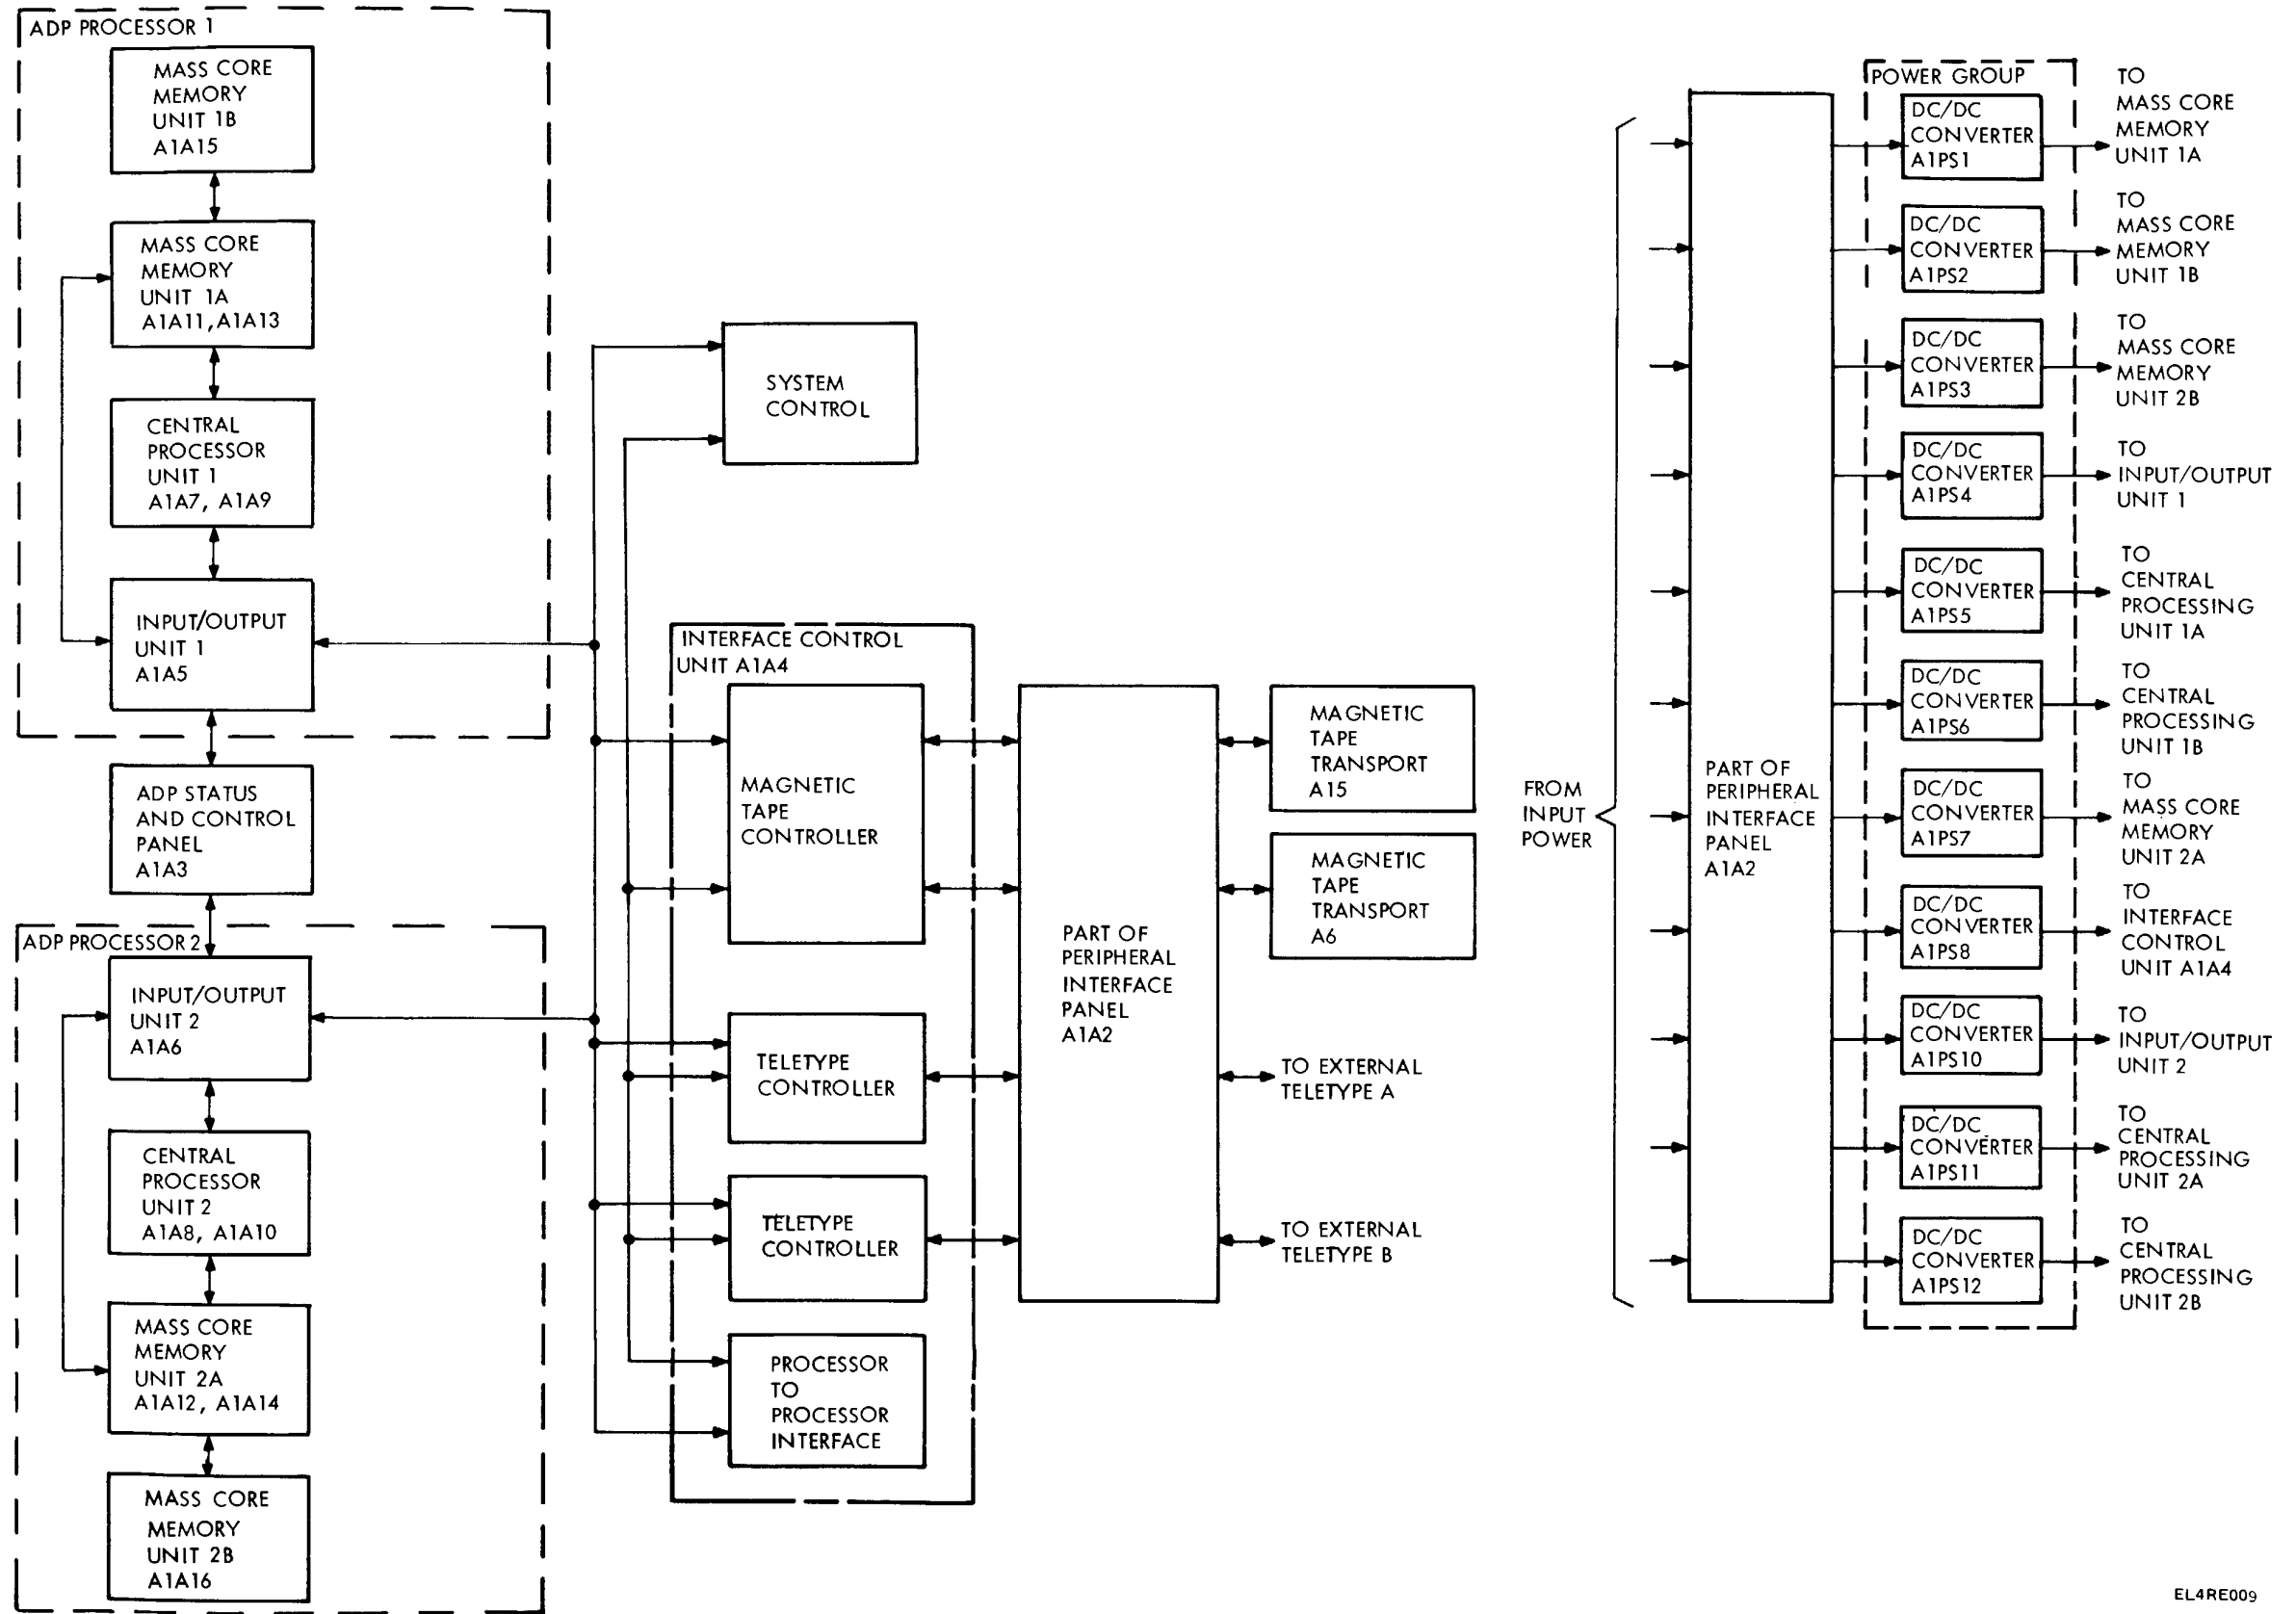 ADP PROCESSOR 1
MASS CORE
MEMORY
UNIT 1B
A1A15
MASS CORE
MEMORY
UNIT 1A
A1A11, A1A13
CENTRAL
PROCESSOR
UNIT 1
A1A7, A1A9
INPUT/OUTPUT
UNIT 1
A1A5
ADP STATUS
AND CONTROL
PANEL
A1A3
ADP PROCESSOR 2
INPUT/OUTPUT
UNIT 2
A1A6
CENTRAL
PROCESSOR
UNIT 2
A1A8, A1A10
MASS CORE
MEMORY
UNIT 2A
A1A12, A1A14
MASS CORE
MEMORY
UNIT 2B
A1A16
SYSTEM
CONTROL
INTERFACE CONTROL
UNIT A1A4
MAGNETIC
TAPE
CONTROLLER
TELETYPE
CONTROLLER
TELETYPE
CONTROLLER
PROCESSOR
TO
PROCESSOR
INTERFACE
PART OF
PERIPHERAL
INTERFACE
PANEL
A1A2
MAGNETIC
TAPE
TRANSPORT
A15
MAGNETIC
TAPE
TRANSPORT
A6
TO EXTERNAL
TELETYPE A
TO EXTERNAL
TELETYPE B
FROM
INPUT
POWER
PART OF
PERIPHERAL
INTERFACE
PANEL
A1A2
POWER GROUP
DC/DC
CONVERTER
A1PS1
TO
MASS CORE
MEMORY
UNIT 1A
DC/DC
CONVERTER
A1PS2
TO
MASS CORE
MEMORY
UNIT 1B
DC/DC
CONVERTER
A1PS3
TO
MASS CORE
MEMORY
UNIT 2B
DC/DC
CONVERTER
A1PS4
TO
INPUT/OUTPUT
UNIT 1
DC/DC
CONVERTER
A1PS5
TO
CENTRAL
PROCESSING
UNIT 1A
DC/DC
CONVERTER
A1PS6
TO
CENTRAL
PROCESSING
UNIT 1B
DC/DC
CONVERTER
A1PS7
TO
MASS CORE
MEMORY
UNIT 2A
DC/DC
CONVERTER
A1PS8
TO
INTERFACE
CONTROL
UNIT A1A4
DC/DC
CONVERTER
A1PS10
TO
INPUT/OUTPUT
UNIT 2
DC/DC
CONVERTER
A1PS11
TO
CENTRAL
PROCESSING
UNIT 2A
DC/DC
CONVERTER
A1PS12
TO
CENTRAL
PROCESSING
UNIT 2B
EL4RE009